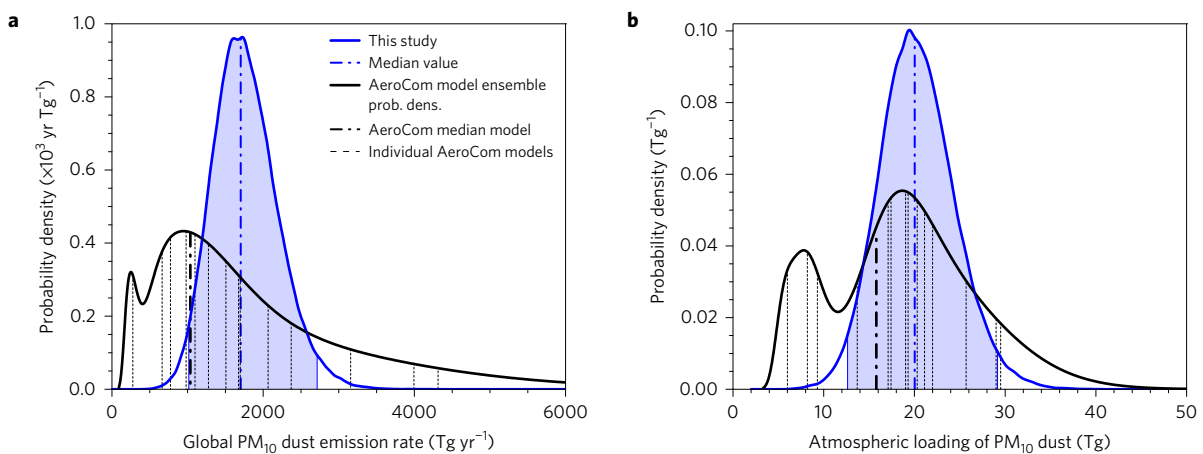 a
Probability density (×10³ yr Tg⁻¹)
1.0
0.8
0.6
0.4
0.2
0.0
This study
Median value
AeroCom model ensemble
prob. dens.
AeroCom median model
Individual AeroCom models
0 2000 4000 6000
Global PM₁₀ dust emission rate (Tg yr⁻¹)
b
Probability density (Tg⁻¹)
0.10
0.08
0.06
0.04
0.02
0.00
0 10 20 30 40 50
Atmospheric loading of PM₁₀ dust (Tg)